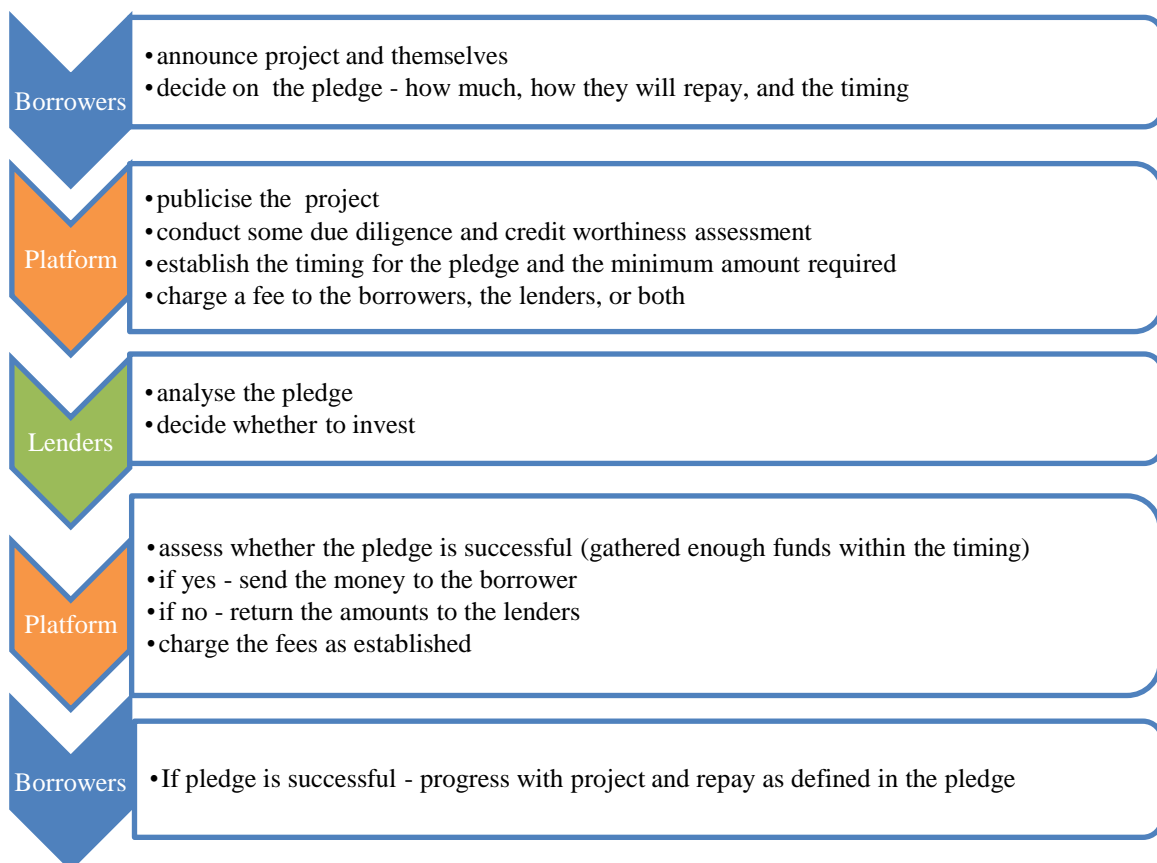 Borrowers
•announce project and themselves
•decide on the pledge - how much, how they will repay, and the timing
Platform
•publicise the project
•conduct some due diligence and credit worthiness assessment
•establish the timing for the pledge and the minimum amount required
•charge a fee to the borrowers, the lenders, or both
Lenders
•analyse the pledge
•decide whether to invest
Platform
•assess whether the pledge is successful (gathered enough funds within the timing)
•if yes - send the money to the borrower
•if no - return the amounts to the lenders
•charge the fees as established
Borrowers
•If pledge is successful - progress with project and repay as defined in the pledge